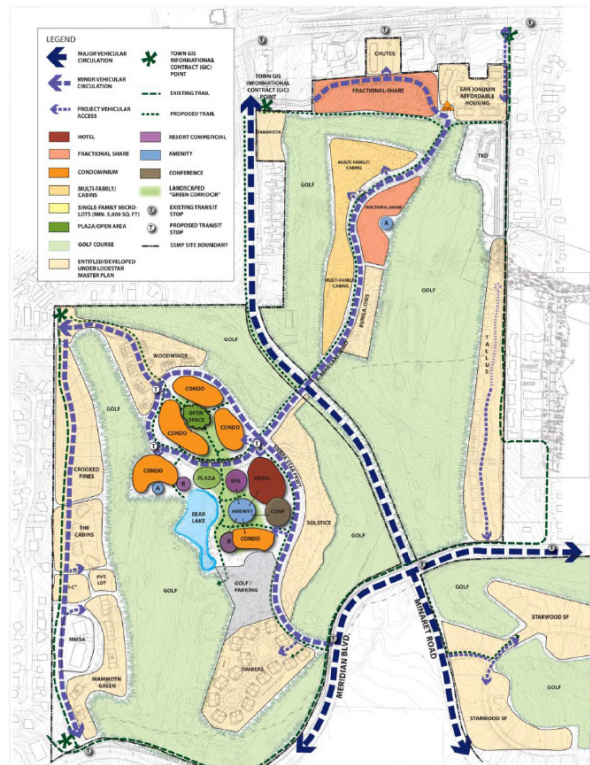 LEGEND
MAJOR VEHICULAR
CIRCULATION
MINOR VEHICULAR
CIRCULATION
PROJECT VEHICULAR
ACCESS
HOTEL
FRACTIONAL SHARE
CONDOMINIUM
MULTI-FAMILY/
CABINS
SINGLE-FAMILY MICRO-
LOTS (MIN. 5,000 SQ. FT)
PLAZA/OPEN AREA
GOLF COURSE
ENTITLED/DEVELOPED
UNDER LODESTAR
MASTER PLAN
TOWN GIS
INFORMATIONAL
CONTRACT (GIC)
POINT
EXISTING TRAIL
PROPOSED TRAIL
RESORT COMMERCIAL
AMENITY
CONFERENCE
LANDSCAPED
"GREEN CORRIDOR"
EXISTING TRANSIT
STOP
PROPOSED TRANSIT
STOP
SSMP SITE BOUNDARY
TOWN GIS
INFORMATIONAL
CONTRACT (GIC)
POINT
CHUTES
FRACTIONAL-SHARE
SAN JOAQUIN
AFFORDABLE
HOUSING
TBD
GOLF
MULTI-FAMILY/
CABINS
FRACTIONAL-SHARE
A
MULTI-FAMILY/
CABINS
BUNGALOWS
GOLF
TALLUS
GOLF
WOODWINDS
GOLF
CONDO
OPEN
SPACE
CONDO
CONDO
CONDO
A
R
PLAZA
SPA
HOTEL
AMENITY
CONF
BEAR
LAKE
R
CONDO
SOLSTICE
CROOKED
PINES
THE
CABINS
PVT.
LOT
MMSA
MAMMOTH
GREEN
GOLF
GOLF /
PARKING
TIMBERS
GOLF
MERIDIAN BLVD.
MINARET ROAD
GOLF
STARWOOD SF
GOLF
STARWOOD SF